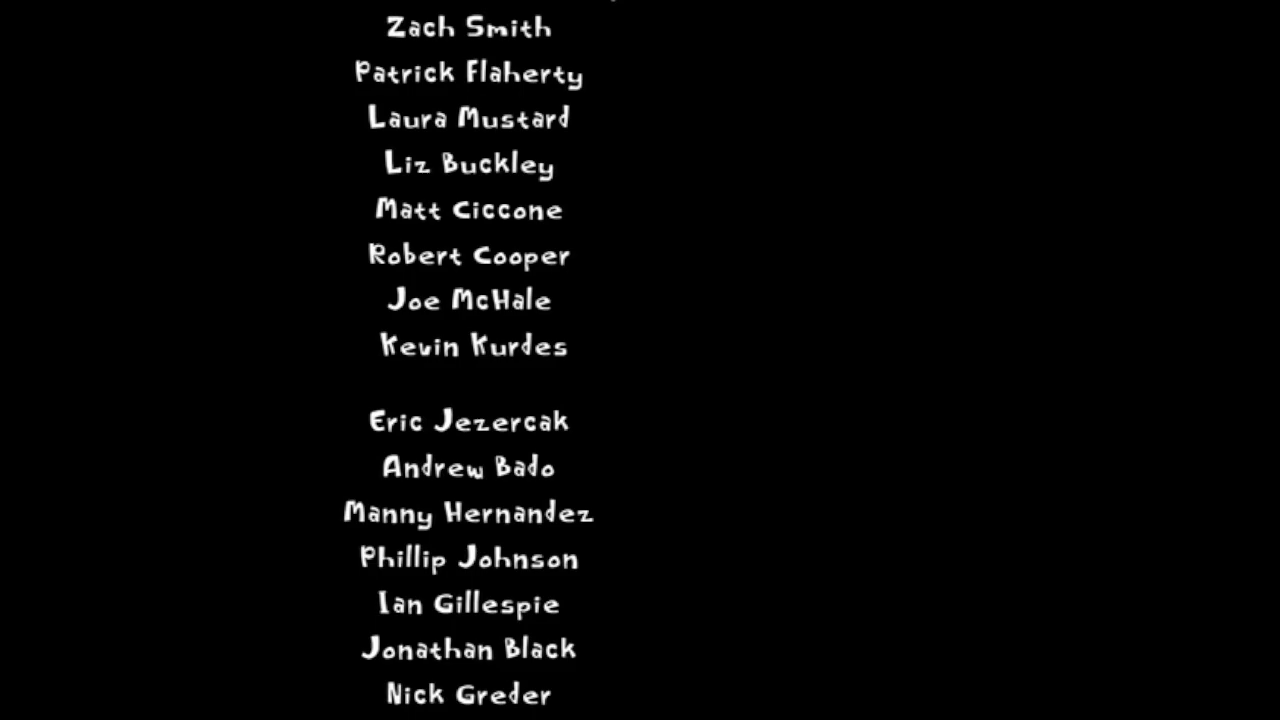 Zach Smith
Patrick Flaherty
Laura Mustard
Liz Buckley
Matt Ciccone
Robert Cooper
Joe McHale
Kevin Kurdes
Eric Jezercak
Andrew Bado
Manny Hernandez
Phillip Johnson
Ian Gillespie
Jonathan Black
Nick Greder